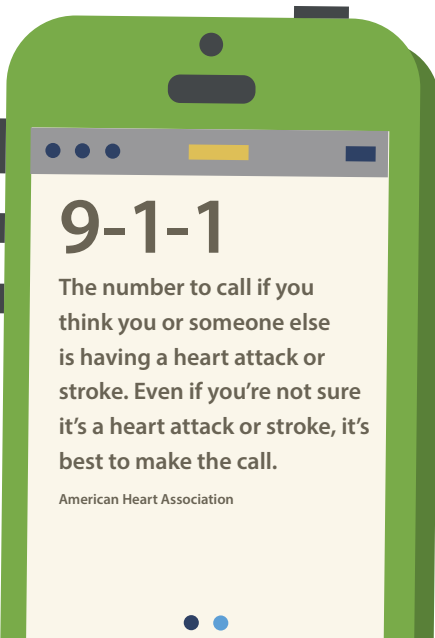 9-1-1
The number to call if you
think you or someone else
is having a heart attack or
stroke. Even if you’re not sure
it’s a heart attack or stroke, it’s
best to make the call.
American Heart Association